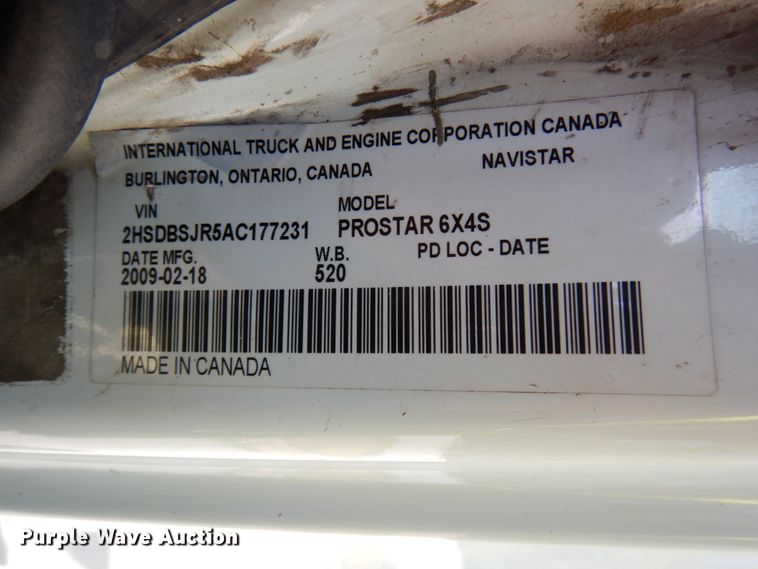 INTERNATIONAL TRUCK AND ENGINE CORPORATION CANADA
BURLINGTON, ONTARIO, CANADA NAVISTAR
VIN MODEL
2HSDBSJR5AC177231 PROSTAR 6X4S
DATE MFG. W.B. PD LOC - DATE
2009-02-18 520
MADE IN CANADA
Purple Wave Auction